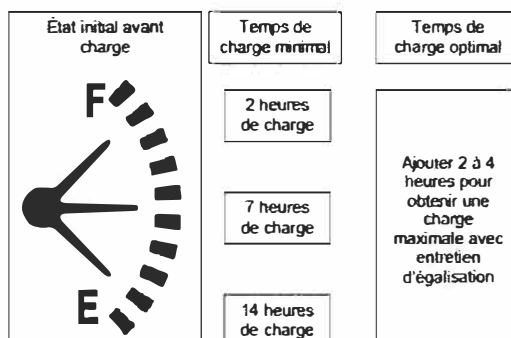 État initial avant
charge
Temps de
charge minimal
Temps de
charge optimal
F
E
2 heures
de charge
7 heures
de charge
14 heures
de charge
Ajouter 2 à 4
heures pour
obtenir une
charge
maximale avec
entretien
d'égalisation